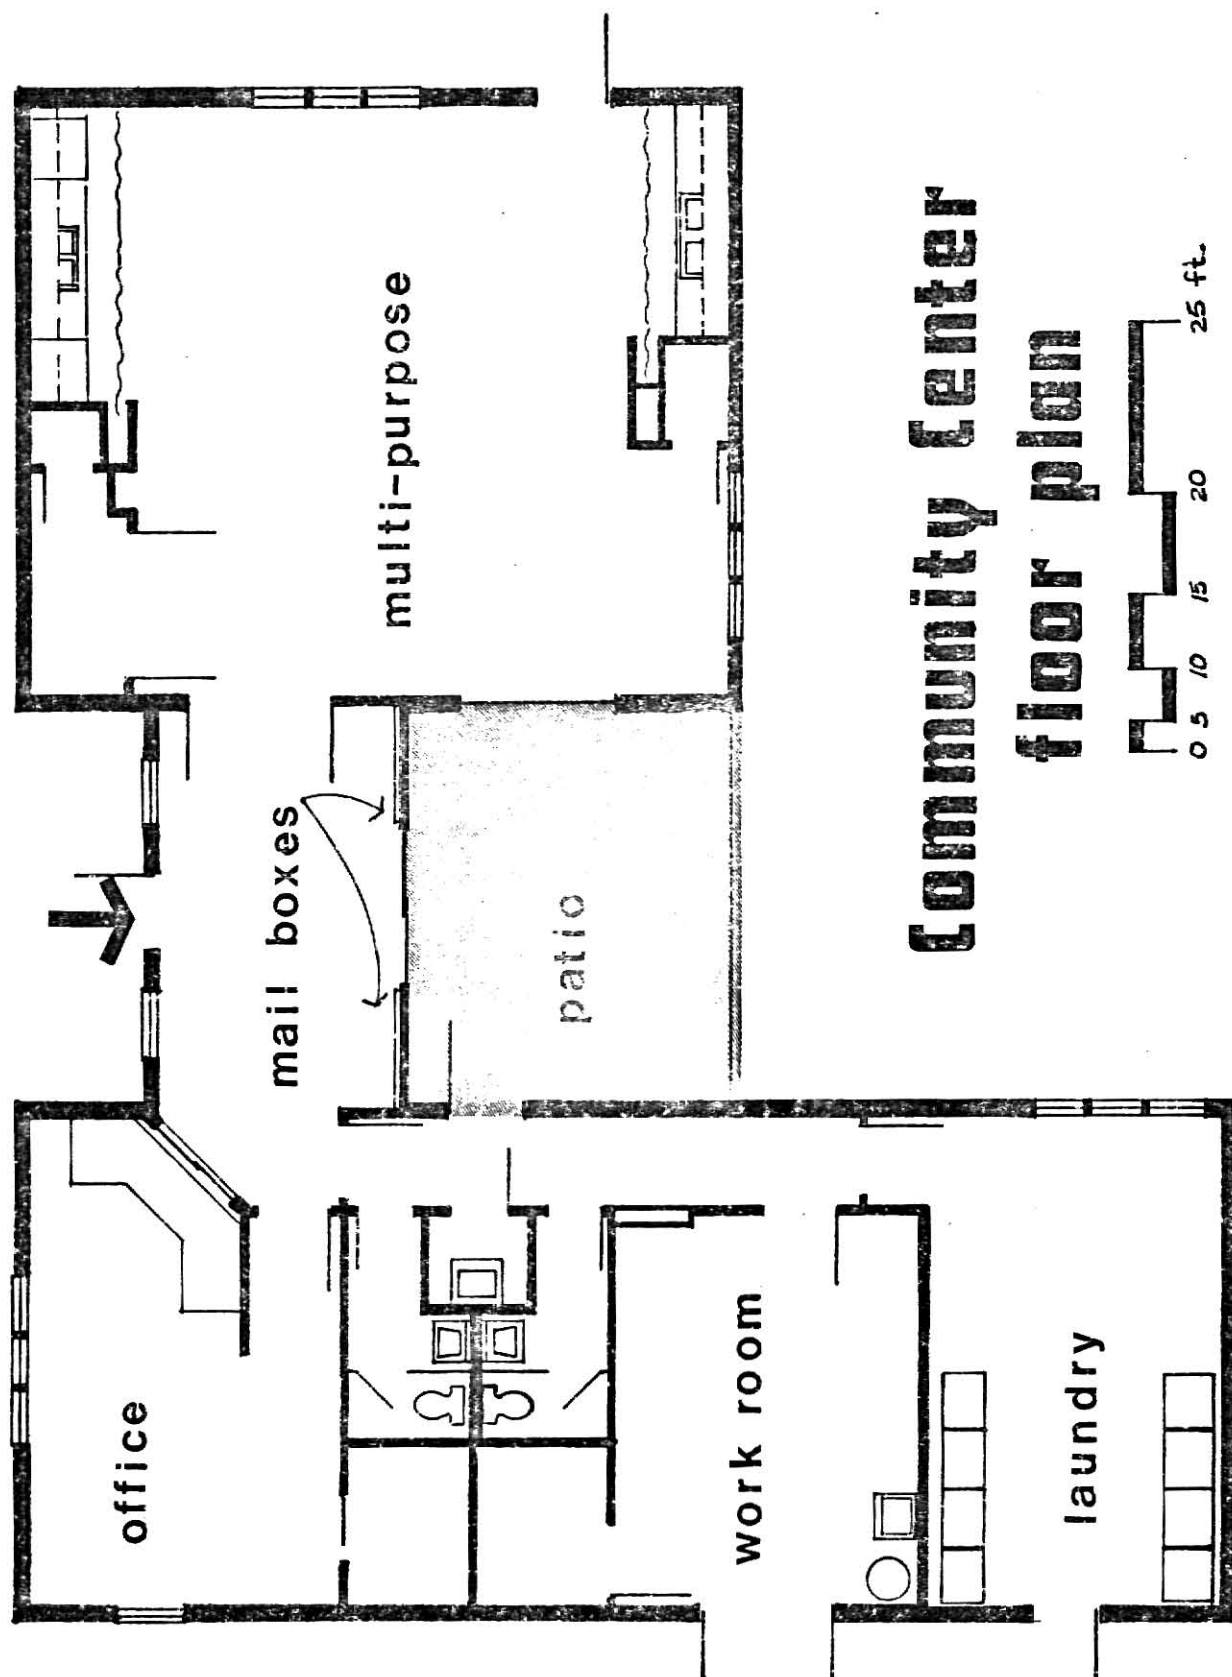 office
work room
laundry
mail boxes
patio
multi-purpose
Community Center
floor plan
0 5 10 15 20 25 ft.